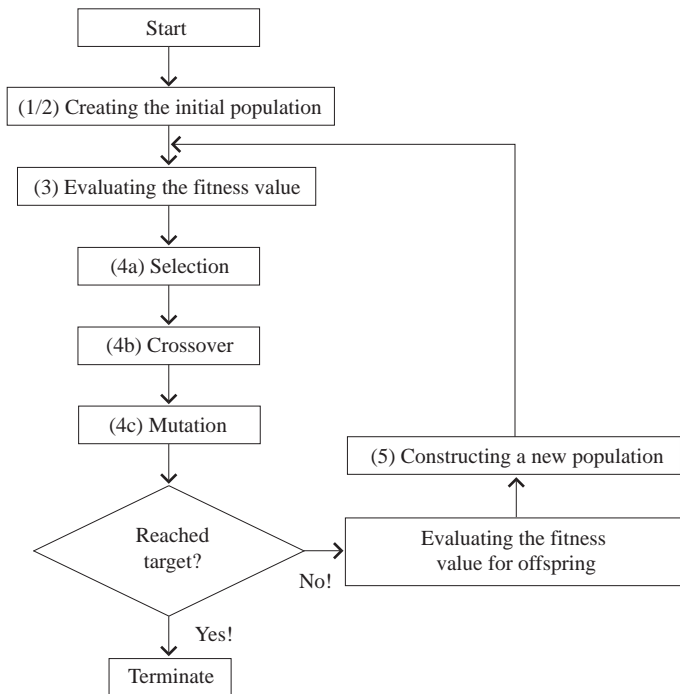 Start
(1/2) Creating the initial population
(3) Evaluating the fitness value
(4a) Selection
(4b) Crossover
(4c) Mutation
(5) Constructing a new population
Reached
target?
Evaluating the fitness
value for offspring
No!
Yes!
Terminate